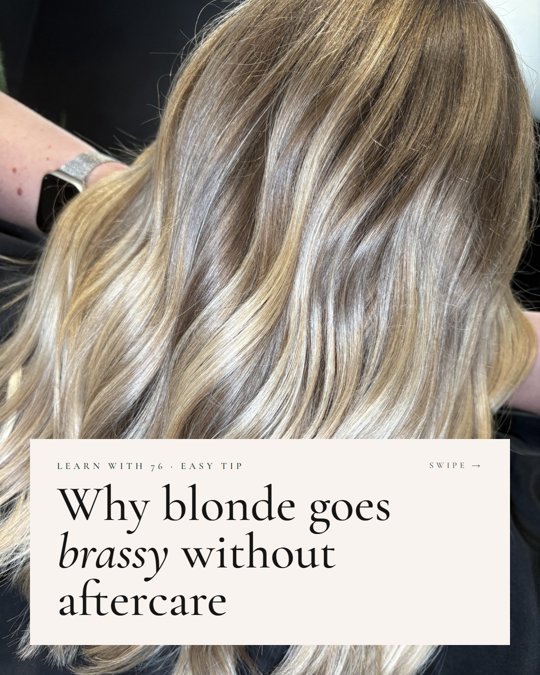 LEARN WITH 76 · EASY TIP
SWIPE →
Why blonde goes
brassy without
aftercare